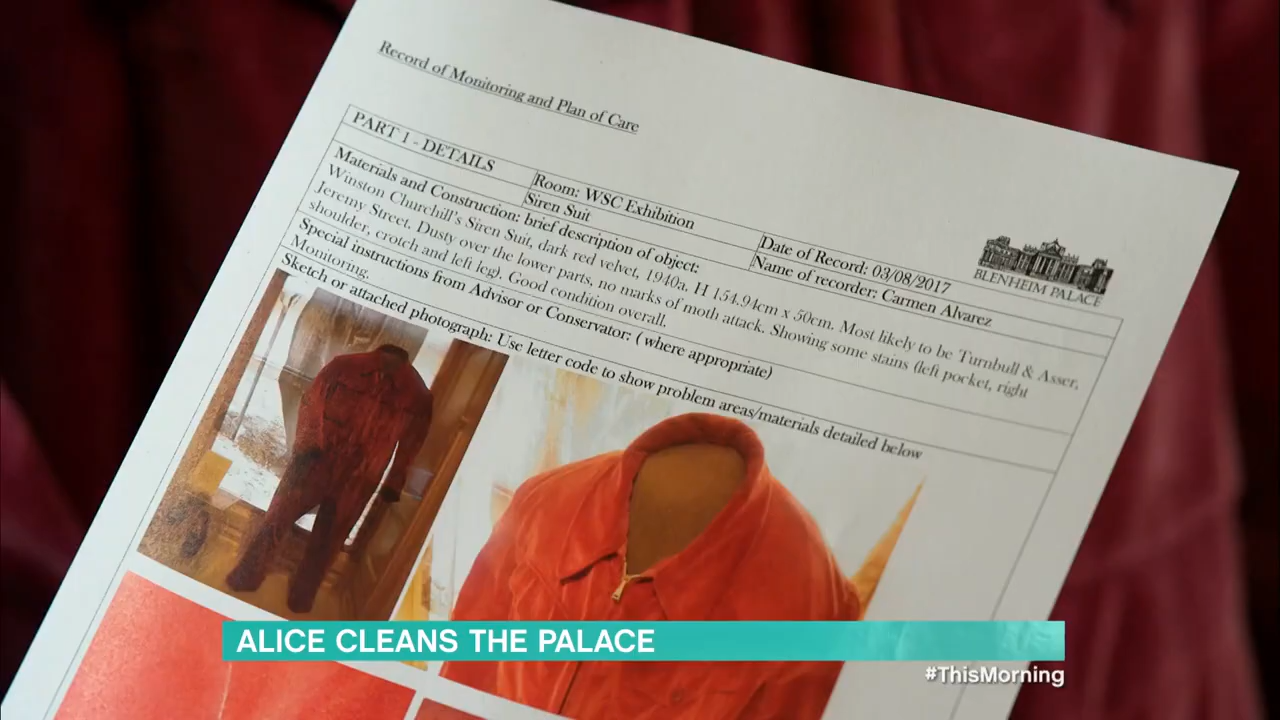 Record of Monitoring and Plan of Care
PART 1 - DETAILS
Room: WSC Exhibition
Date of Record: 03/08/2017
BLENHEIM PALACE
Siren Suit
Name of recorder: Carmen Alvarez
Materials and Construction: brief description of object:
Winston Churchill's Siren Suit, dark red velvet, 1940a. H 154.94cm x 50cm. Most likely to be Turnbull & Asser,
Jeremy Street. Dusty over the lower parts, no marks of moth attack. Showing some stains (left pocket, right
shoulder, crotch and left leg). Good condition overall.
Special instructions from Advisor or Conservator: ( where appropriate)
Monitoring.
Sketch or attached photograph: Use letter code to show problem areas/materials detailed below
ALICE CLEANS THE PALACE
#ThisMorning